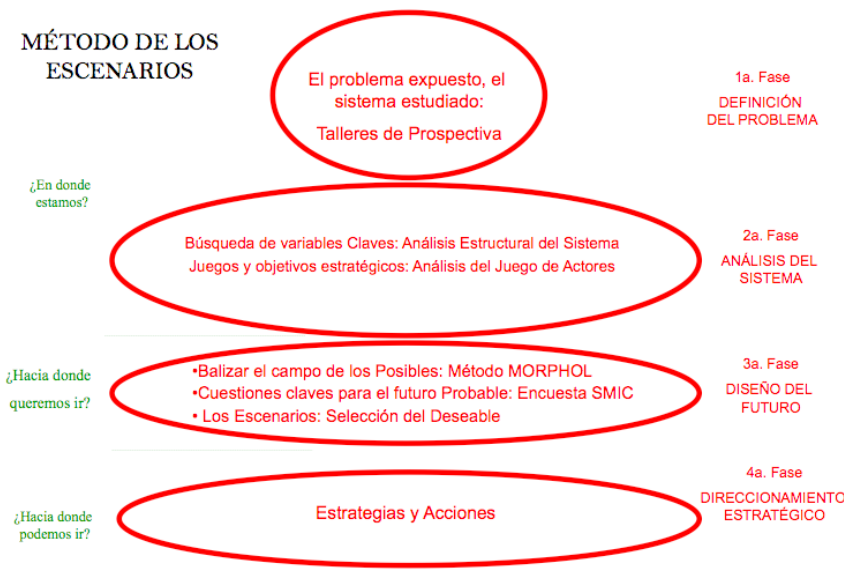 MÉTODO DE LOS
ESCENARIOS
El problema expuesto, el
sistema estudiado:
Talleres de Prospectiva
1a. Fase
DEFINICIÓN
DEL PROBLEMA
¿En donde
estamos?
Búsqueda de variables Claves: Análisis Estructural del Sistema
Juegos y objetivos estratégicos: Análisis del Juego de Actores
2a. Fase
ANÁLISIS DEL
SISTEMA
¿Hacia donde
queremos ir?
•Balizar el campo de los Posibles: Método MORPHOL
•Cuestiones claves para el futuro Probable: Encuesta SMIC
• Los Escenarios: Selección del Deseable
3a. Fase
DISEÑO DEL
FUTURO
¿Hacia donde
podemos ir?
Estrategias y Acciones
4a. Fase
DIRECCIONAMIENTO
ESTRATÉGICO